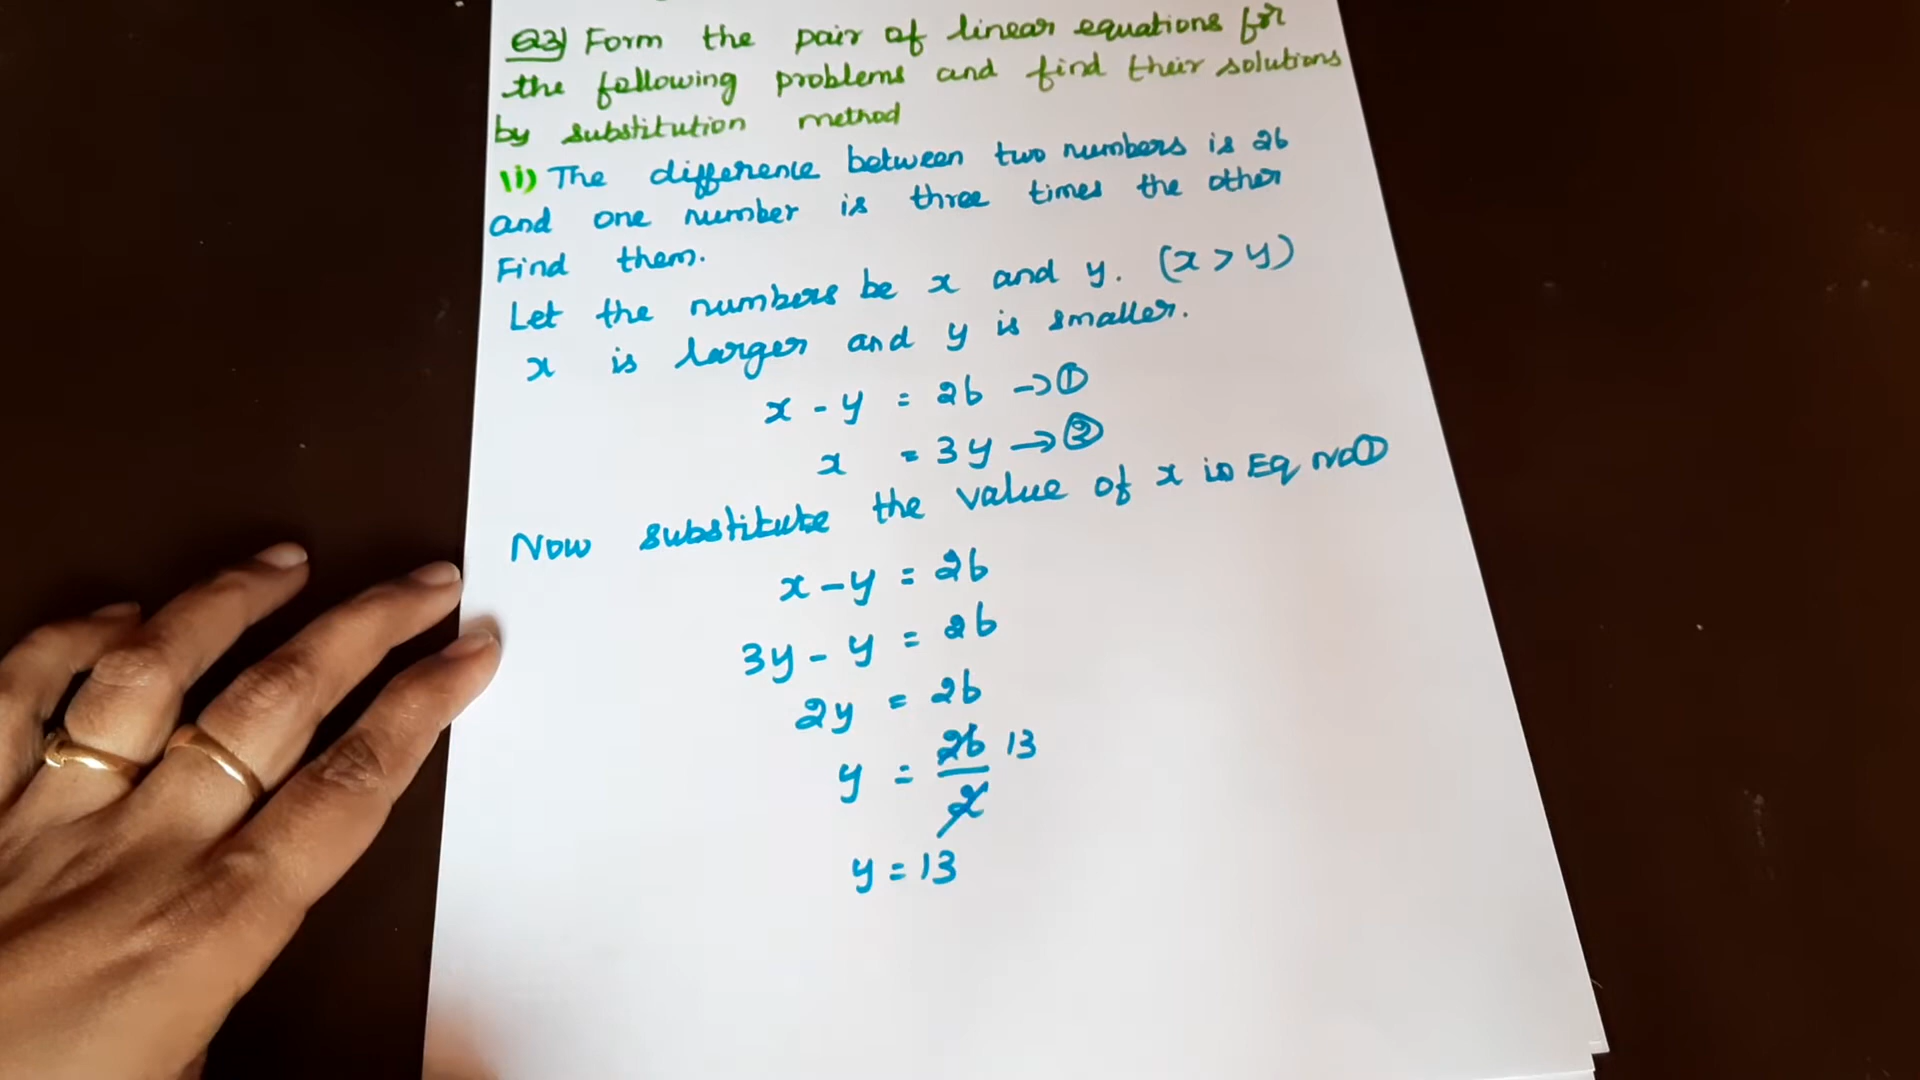 Q3) Form the pair of linear equations for
the following problems and find their solutions
by substitution method
(i) The difference between two numbers is 26
and one number is three times the other
Find them.
Let the numbers be x and y. (x > y)
x is larger and y is smaller.
x - y = 26 → ①
x = 3y → ②
Now substitute the value of x in Eq no ①
x - y = 26
3y - y = 26
2y = 26
y = 26/2 13
y = 13